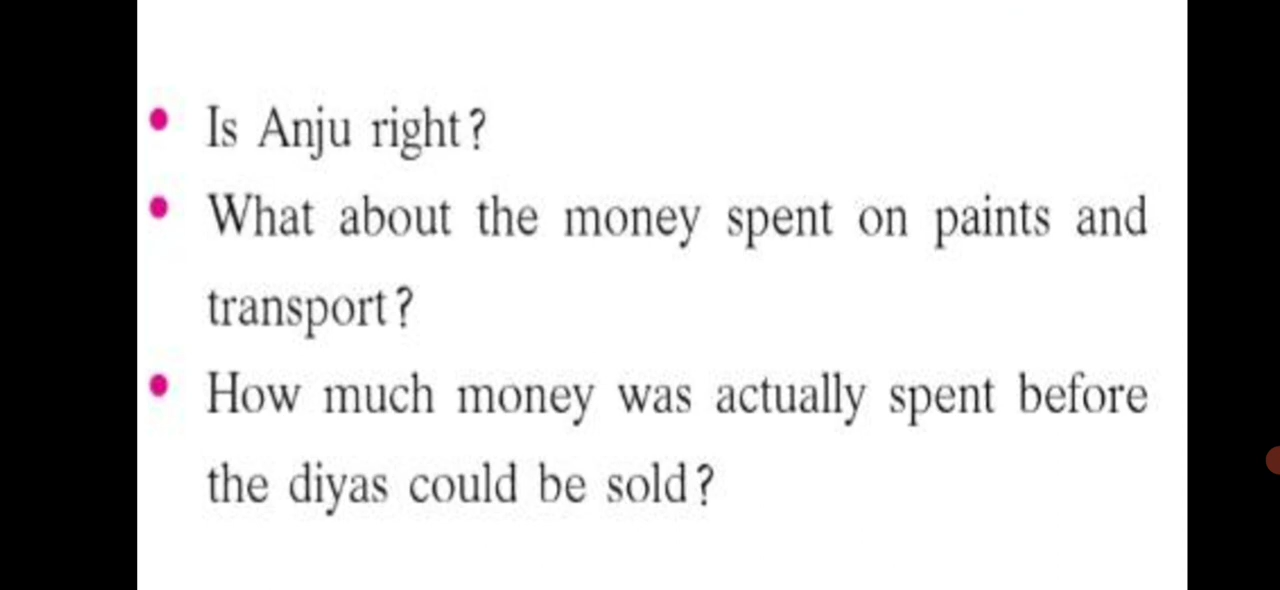 • Is Anju right?
• What about the money spent on paints and
transport?
• How much money was actually spent before
the diyas could be sold?